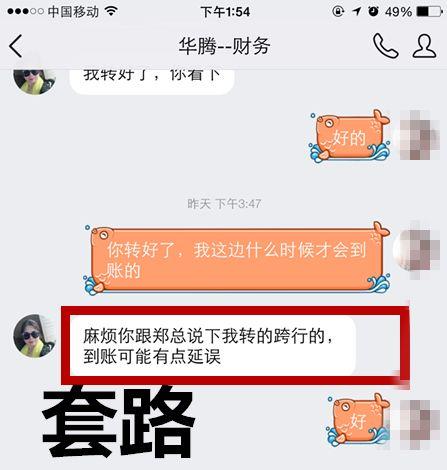 中国移动 下午1:54 49%
华腾--财务
我转好了，你看下
好的
昨天 下午3:47
你转好了，我这边什么时候才会到
账的
麻烦你跟郑总说下我转的跨行的，
到账可能有点延误
套路
好